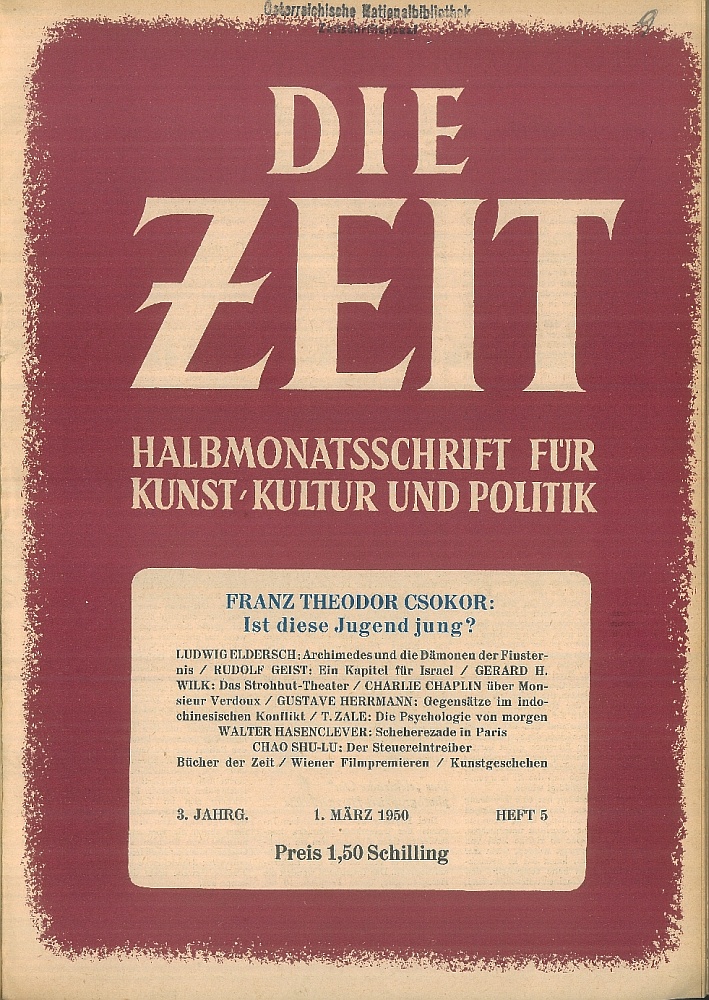 Österreichische Nationalbibliothek
DIE
ZEIT
HALBMONATSSCHRIFT FÜR
KUNST, KULTUR UND POLITIK
FRANZ THEODOR CSOKOR:
Ist diese Jugend jung?
LUDWIG ELDERSCH: Archimedes und die Dämonen der Finster-
nis / RUDOLF GEIST: Ein Kapitel für Israel / GERARD H.
WILK: Das Strohhut-Theater / CHARLIE CHAPLIN über Mon-
sieur Verdoux / GUSTAVE HERRMANN: Gegensätze im indo-
chinesischen Konflikt / T. ZALE: Die Psychologie von morgen
WALTER HASENCLEVER: Scheherezade in Paris
CHAO SHU-LU: Der Steuereintreiber
Bücher der Zeit / Wiener Filmpremieren / Kunstgeschehen
3. JAHRG. 1. MÄRZ 1950 HEFT 5
Preis 1,50 Schilling